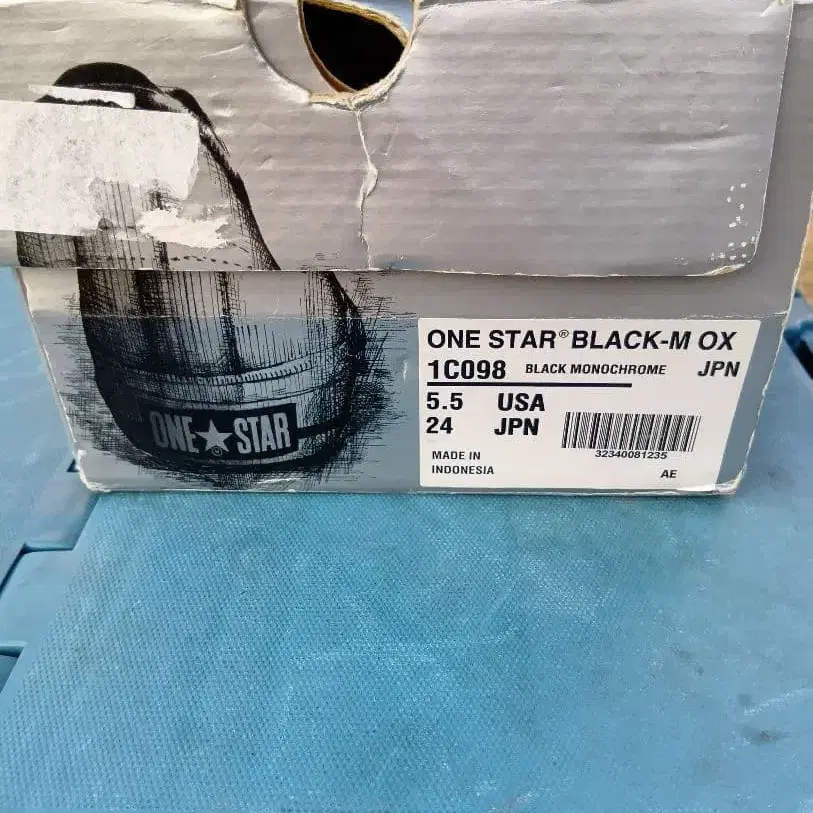 ONE STAR® BLACK-M OX
1C098 BLACK MONOCHROME JPN
5.5 USA
24 JPN
32340081235
MADE IN
INDONESIA
AE
ONE★STAR®